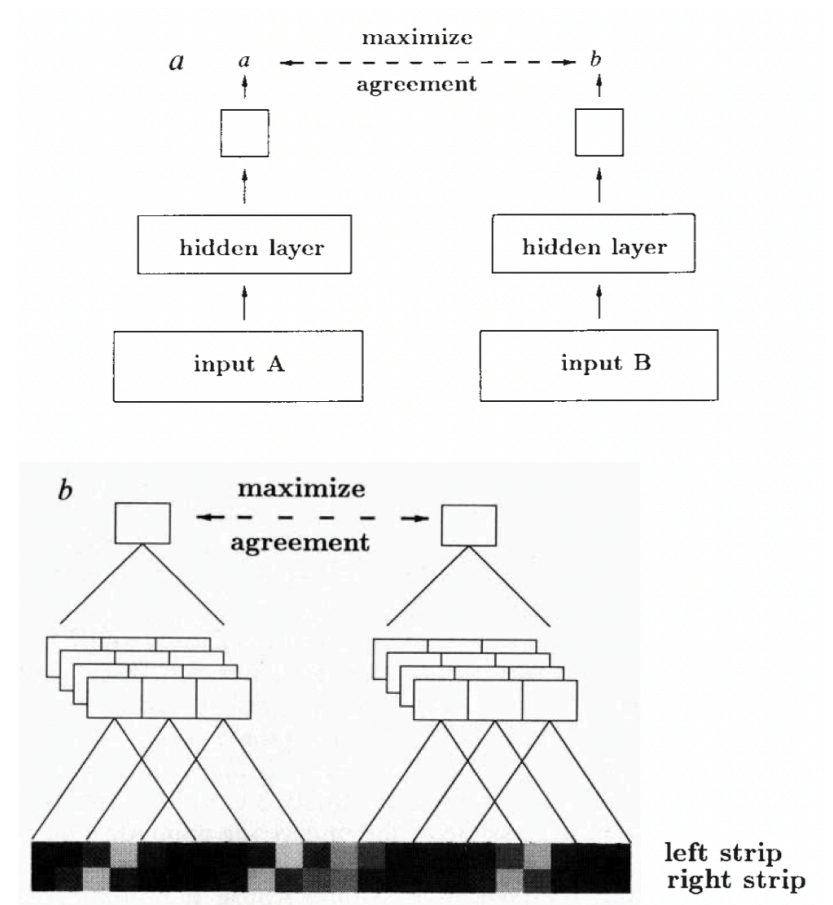 maximize
a a b
agreement
hidden layer hidden layer
input A input B
b maximize
agreement
left strip
right strip